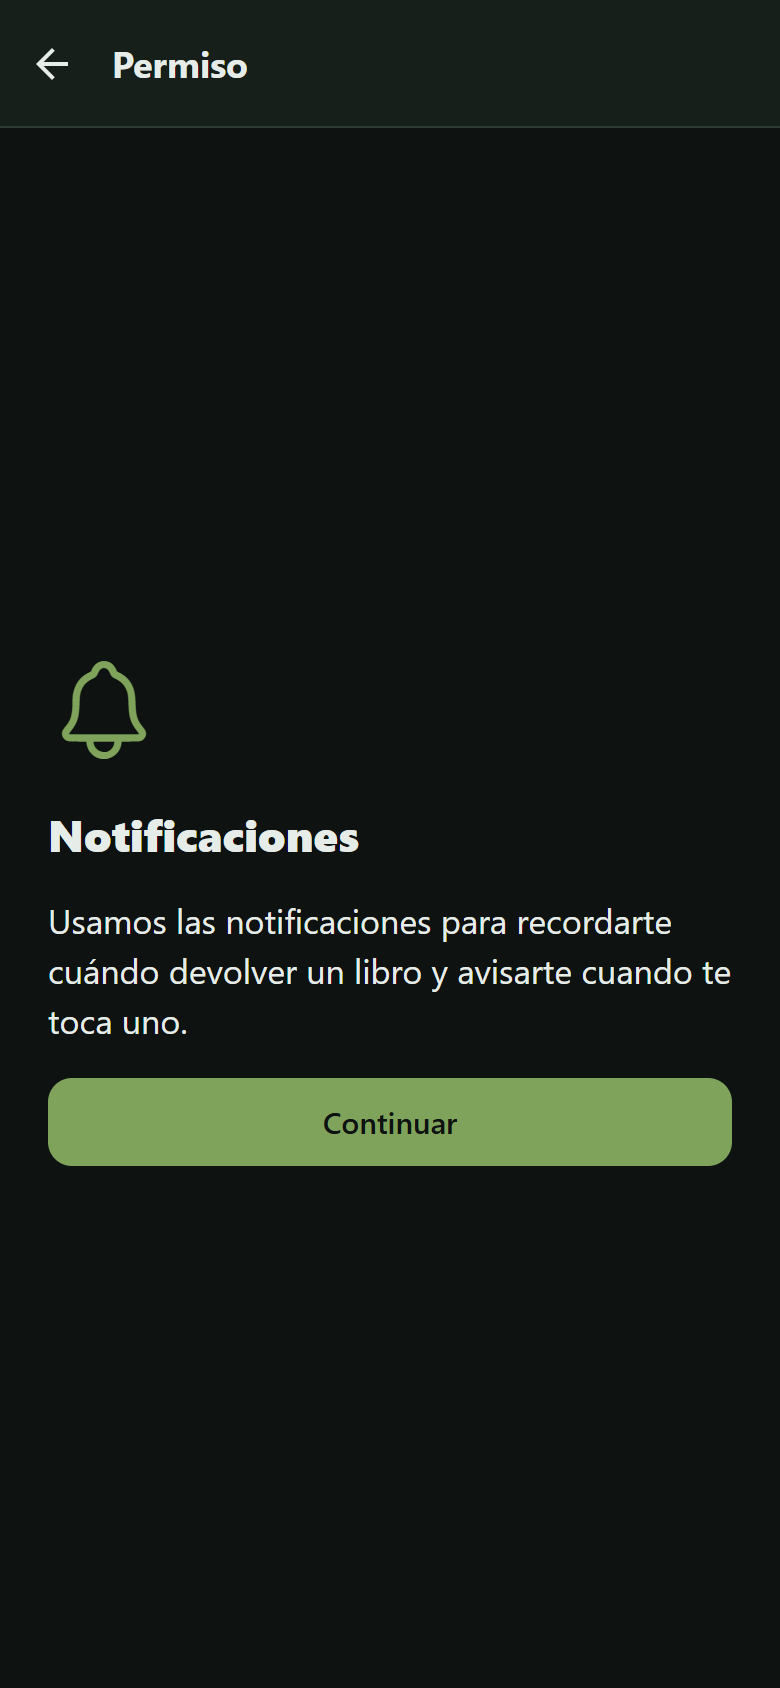 Permiso
Notificaciones
Usamos las notificaciones para recordarte
cuándo devolver un libro y avisarte cuando te
toca uno.
Continuar